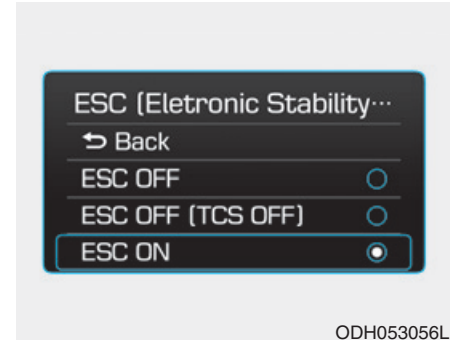 ESC (Eletronic Stability···
Back
ESC OFF
ESC OFF (TCS OFF)
ESC ON
ODH053056L